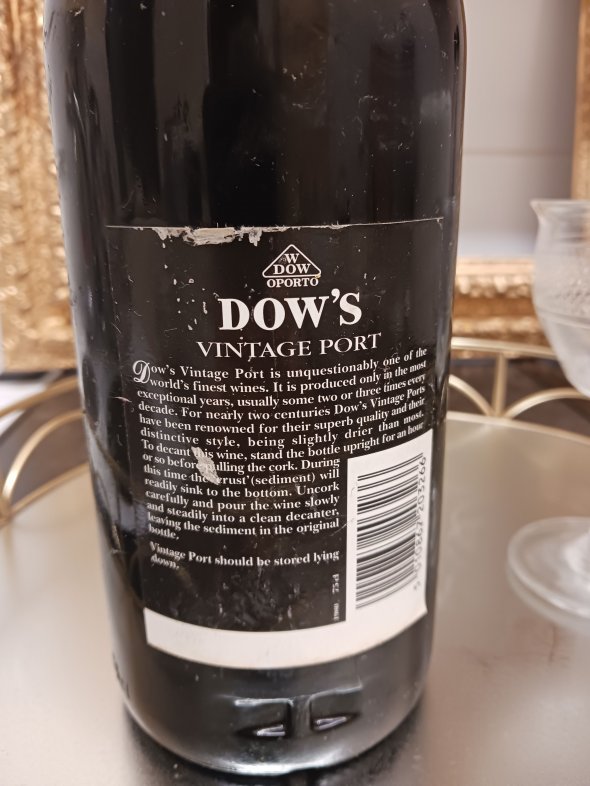 W
DOW
OPORTO
DOW'S
VINTAGE PORT
Dow's Vintage Port is unquestionably one of the
world's finest wines. It is produced only in the most
exceptional years, usually some two or three times every
decade. For nearly two centuries Dow's Vintage Ports
have been renowned for their superb quality and their
distinctive style, being slightly drier than most.
To decant this wine, stand the bottle upright for an hour
or so before pulling the cork. During
this time the 'crust' (sediment) will
readily sink to the bottom. Uncork
carefully and pour the wine slowly
and steadily into a clean decanter,
leaving the sediment in the original
bottle.
Vintage Port should be stored lying
down.
75cl